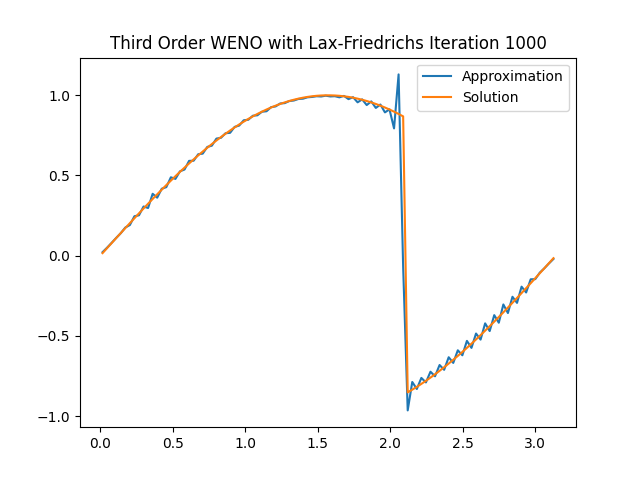 Third Order WENO with Lax-Friedrichs Iteration 1000
Approximation
Solution
1.0
0.5
0.0
−0.5
−1.0
0.0 0.5 1.0 1.5 2.0 2.5 3.0